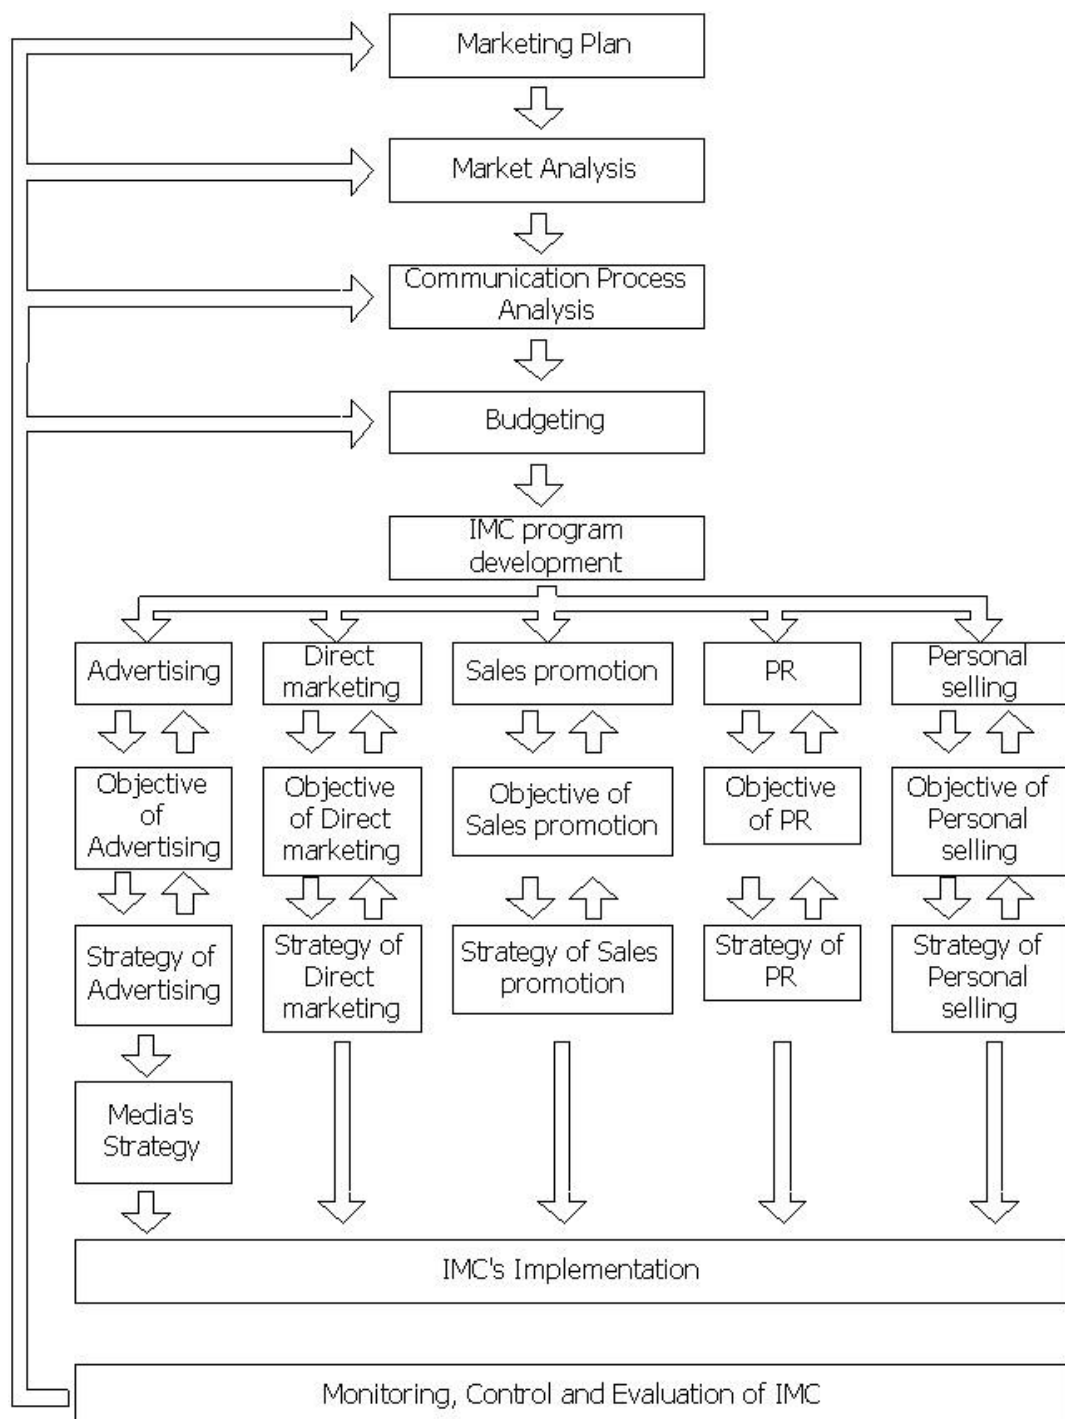 Marketing Plan
Market Analysis
Communication Process
Analysis
Budgeting
IMC program
development
Advertising
Direct
marketing
Sales promotion
PR
Personal
selling
Objective
of
Advertising
Objective
of Direct
marketing
Objective of
Sales promotion
Objective
of PR
Objective of
Personal
selling
Strategy of
Advertising
Strategy of
Direct
marketing
Strategy of Sales
promotion
Strategy of
PR
Strategy of
Personal
selling
Media's
Strategy
IMC's Implementation
Monitoring, Control and Evaluation of IMC